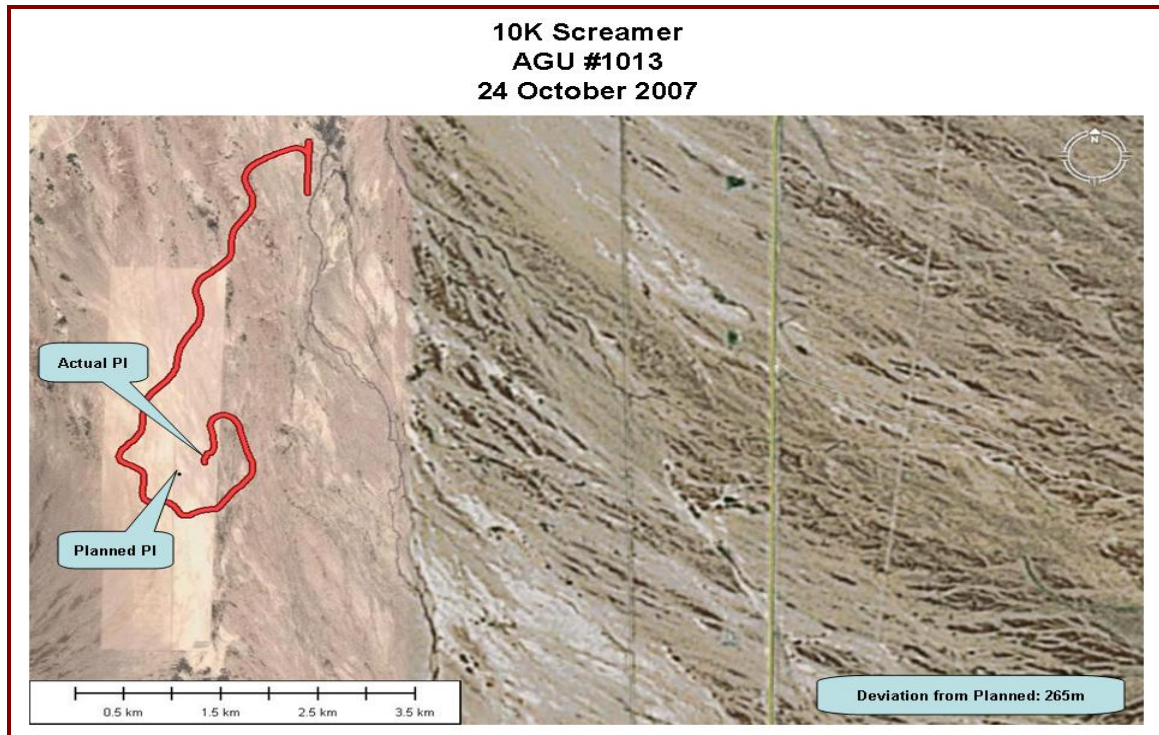 10K Screamer
AGU #1013
24 October 2007
N
Actual PI
Planned PI
0.5 km 1.5 km 2.5 km 3.5 km
Deviation from Planned: 265m